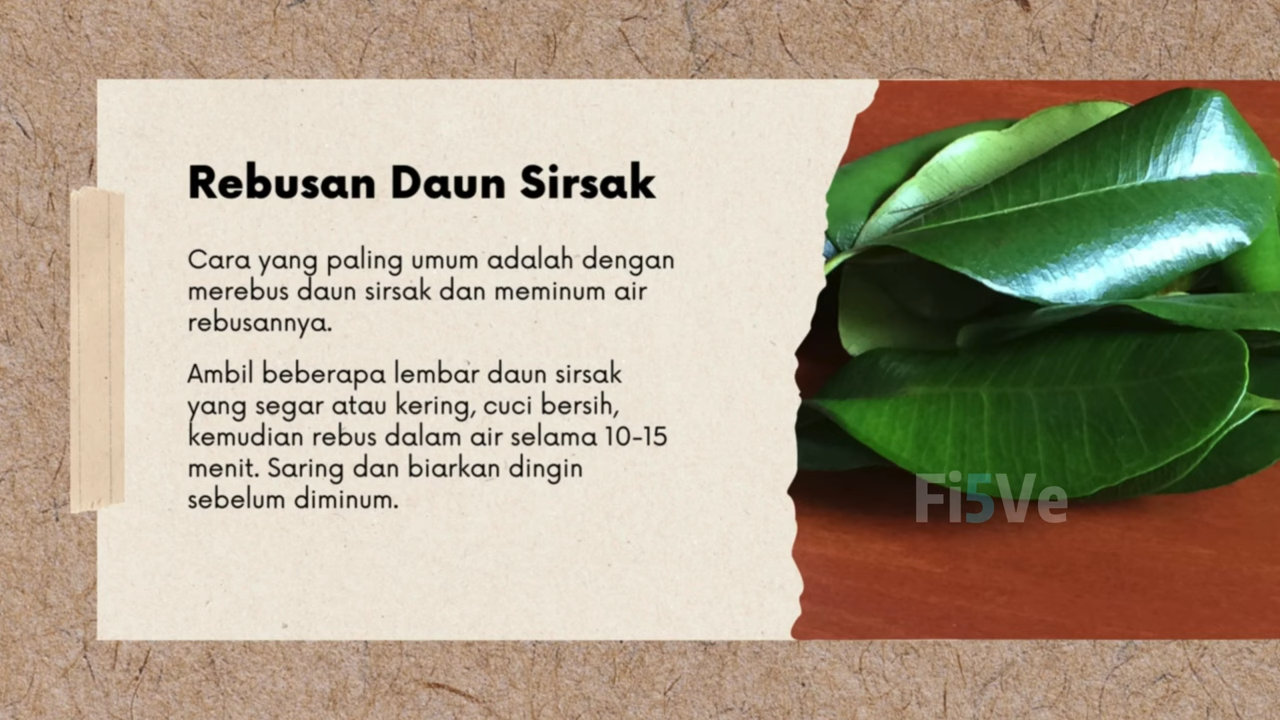 Rebusan Daun Sirsak
Cara yang paling umum adalah dengan
merebus daun sirsak dan meminum air
rebusannya.
Ambil beberapa lembar daun sirsak
yang segar atau kering, cuci bersih,
kemudian rebus dalam air selama 10-15
menit. Saring dan biarkan dingin
sebelum diminum.
Fi5Ve